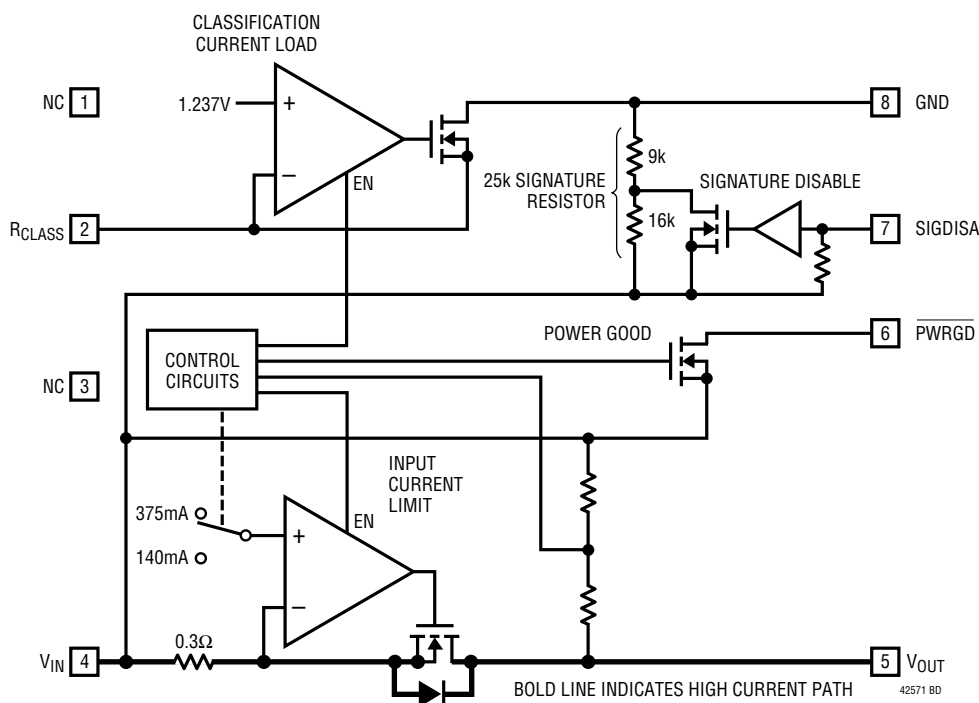 CLASSIFICATION
CURRENT LOAD
NC 1
1.237V
+
–
EN
8 GND
9k
25k SIGNATURE
RESISTOR
16k
SIGNATURE DISABLE
RCLASS 2
7 SIGDISA
POWER GOOD
6 PWRGD
CONTROL
CIRCUITS
NC 3
INPUT
CURRENT
LIMIT
375mA
140mA
+
–
EN
0.3Ω
VIN 4
5 VOUT
BOLD LINE INDICATES HIGH CURRENT PATH
42571 BD